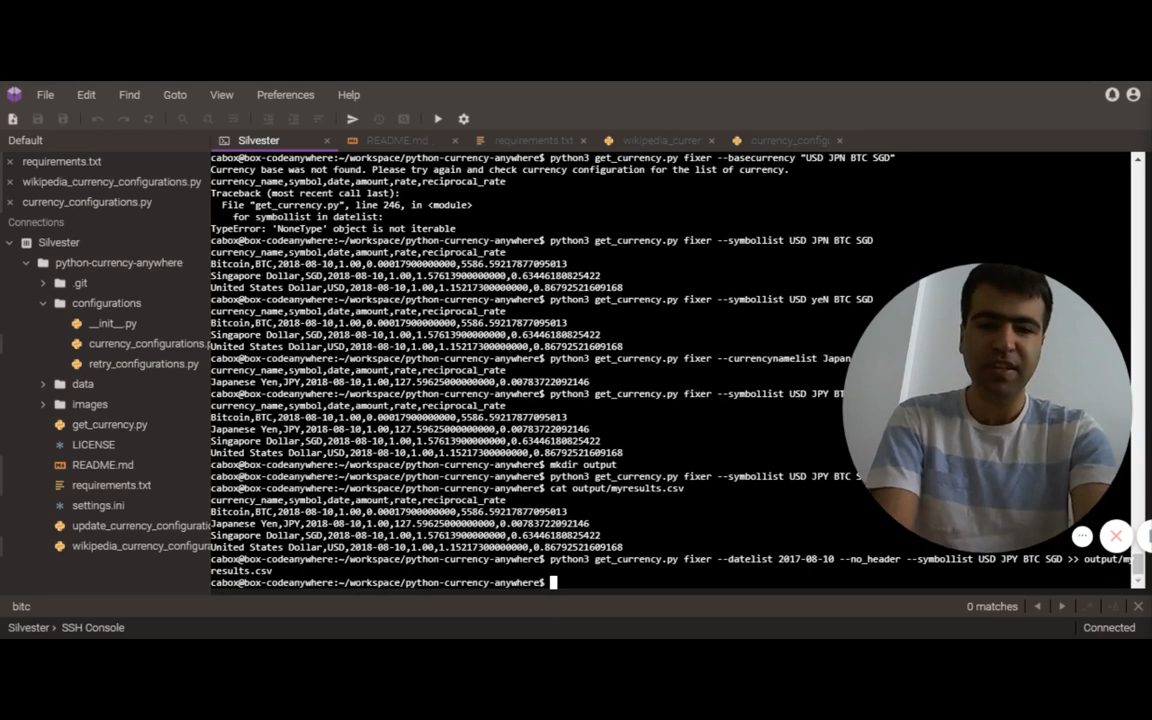 File Edit Find Goto View Preferences Help
Default
Silvester
README.md
requirements.txt
wikipedia_currer
currency_configu
requirements.txt
wikipedia_currency_configurations.py
currency_configurations.py
Connections
Silvester
python-currency-anywhere
.git
configurations
__init__.py
currency_configurations.p
retry_configurations.py
data
images
get_currency.py
LICENSE
README.md
requirements.txt
settings.ini
update_currency_configuratio
wikipedia_currency_configura
cabox@box-codeanywhere:~/workspace/python-currency-anywhere$ python3 get_currency.py fixer --basecurrency "USD JPN BTC SGD"
Currency base was not found. Please try again and check currency configuration for the list of currency.
currency_name,symbol,date,amount,rate,reciprocal_rate
Traceback (most recent call last):
File "get_currency.py", line 246, in <module>
for symbollist in datelist:
TypeError: 'NoneType' object is not iterable
cabox@box-codeanywhere:~/workspace/python-currency-anywhere$ python3 get_currency.py fixer --symbollist USD JPN BTC SGD
currency_name,symbol,date,amount,rate,reciprocal_rate
Bitcoin,BTC,2018-08-10,1.00,0.00017900000000,5586.59217877095013
Singapore Dollar,SGD,2018-08-10,1.00,1.57613900000000,0.63446180825422
United States Dollar,USD,2018-08-10,1.00,1.15217300000000,0.86792521609168
cabox@box-codeanywhere:~/workspace/python-currency-anywhere$ python3 get_currency.py fixer --symbollist USD yeN BTC SGD
currency_name,symbol,date,amount,rate,reciprocal_rate
Bitcoin,BTC,2018-08-10,1.00,0.00017900000000,5586.59217877095013
Singapore Dollar,SGD,2018-08-10,1.00,1.57613900000000,0.63446180825422
United States Dollar,USD,2018-08-10,1.00,1.15217300000000,0.86792521609168
cabox@box-codeanywhere:~/workspace/python-currency-anywhere$ python3 get_currency.py fixer --currencynamelist Japan
currency_name,symbol,date,amount,rate,reciprocal_rate
Japanese Yen,JPY,2018-08-10,1.00,127.59625000000000,0.00783722092146
cabox@box-codeanywhere:~/workspace/python-currency-anywhere$ python3 get_currency.py fixer --symbollist USD JPY BT
currency_name,symbol,date,amount,rate,reciprocal_rate
Bitcoin,BTC,2018-08-10,1.00,0.00017900000000,5586.59217877095013
Japanese Yen,JPY,2018-08-10,1.00,127.59625000000000,0.00783722092146
Singapore Dollar,SGD,2018-08-10,1.00,1.57613900000000,0.63446180825422
United States Dollar,USD,2018-08-10,1.00,1.15217300000000,0.86792521609168
cabox@box-codeanywhere:~/workspace/python-currency-anywhere$ mkdir output
cabox@box-codeanywhere:~/workspace/python-currency-anywhere$ python3 get_currency.py fixer --symbollist USD JPY BTC S
cabox@box-codeanywhere:~/workspace/python-currency-anywhere$ cat output/myresults.csv
currency_name,symbol,date,amount,rate,reciprocal_rate
Bitcoin,BTC,2018-08-10,1.00,0.00017900000000,5586.59217877095013
Japanese Yen,JPY,2018-08-10,1.00,127.59625000000000,0.00783722092146
Singapore Dollar,SGD,2018-08-10,1.00,1.57613900000000,0.63446180825422
United States Dollar,USD,2018-08-10,1.00,1.15217300000000,0.86792521609168
cabox@box-codeanywhere:~/workspace/python-currency-anywhere$ python3 get_currency.py fixer --datelist 2017-08-10 --no_header --symbollist USD JPY BTC SGD >> output/my
results.csv
cabox@box-codeanywhere:~/workspace/python-currency-anywhere$
bitc
0 matches
Silvester › SSH Console
Connected